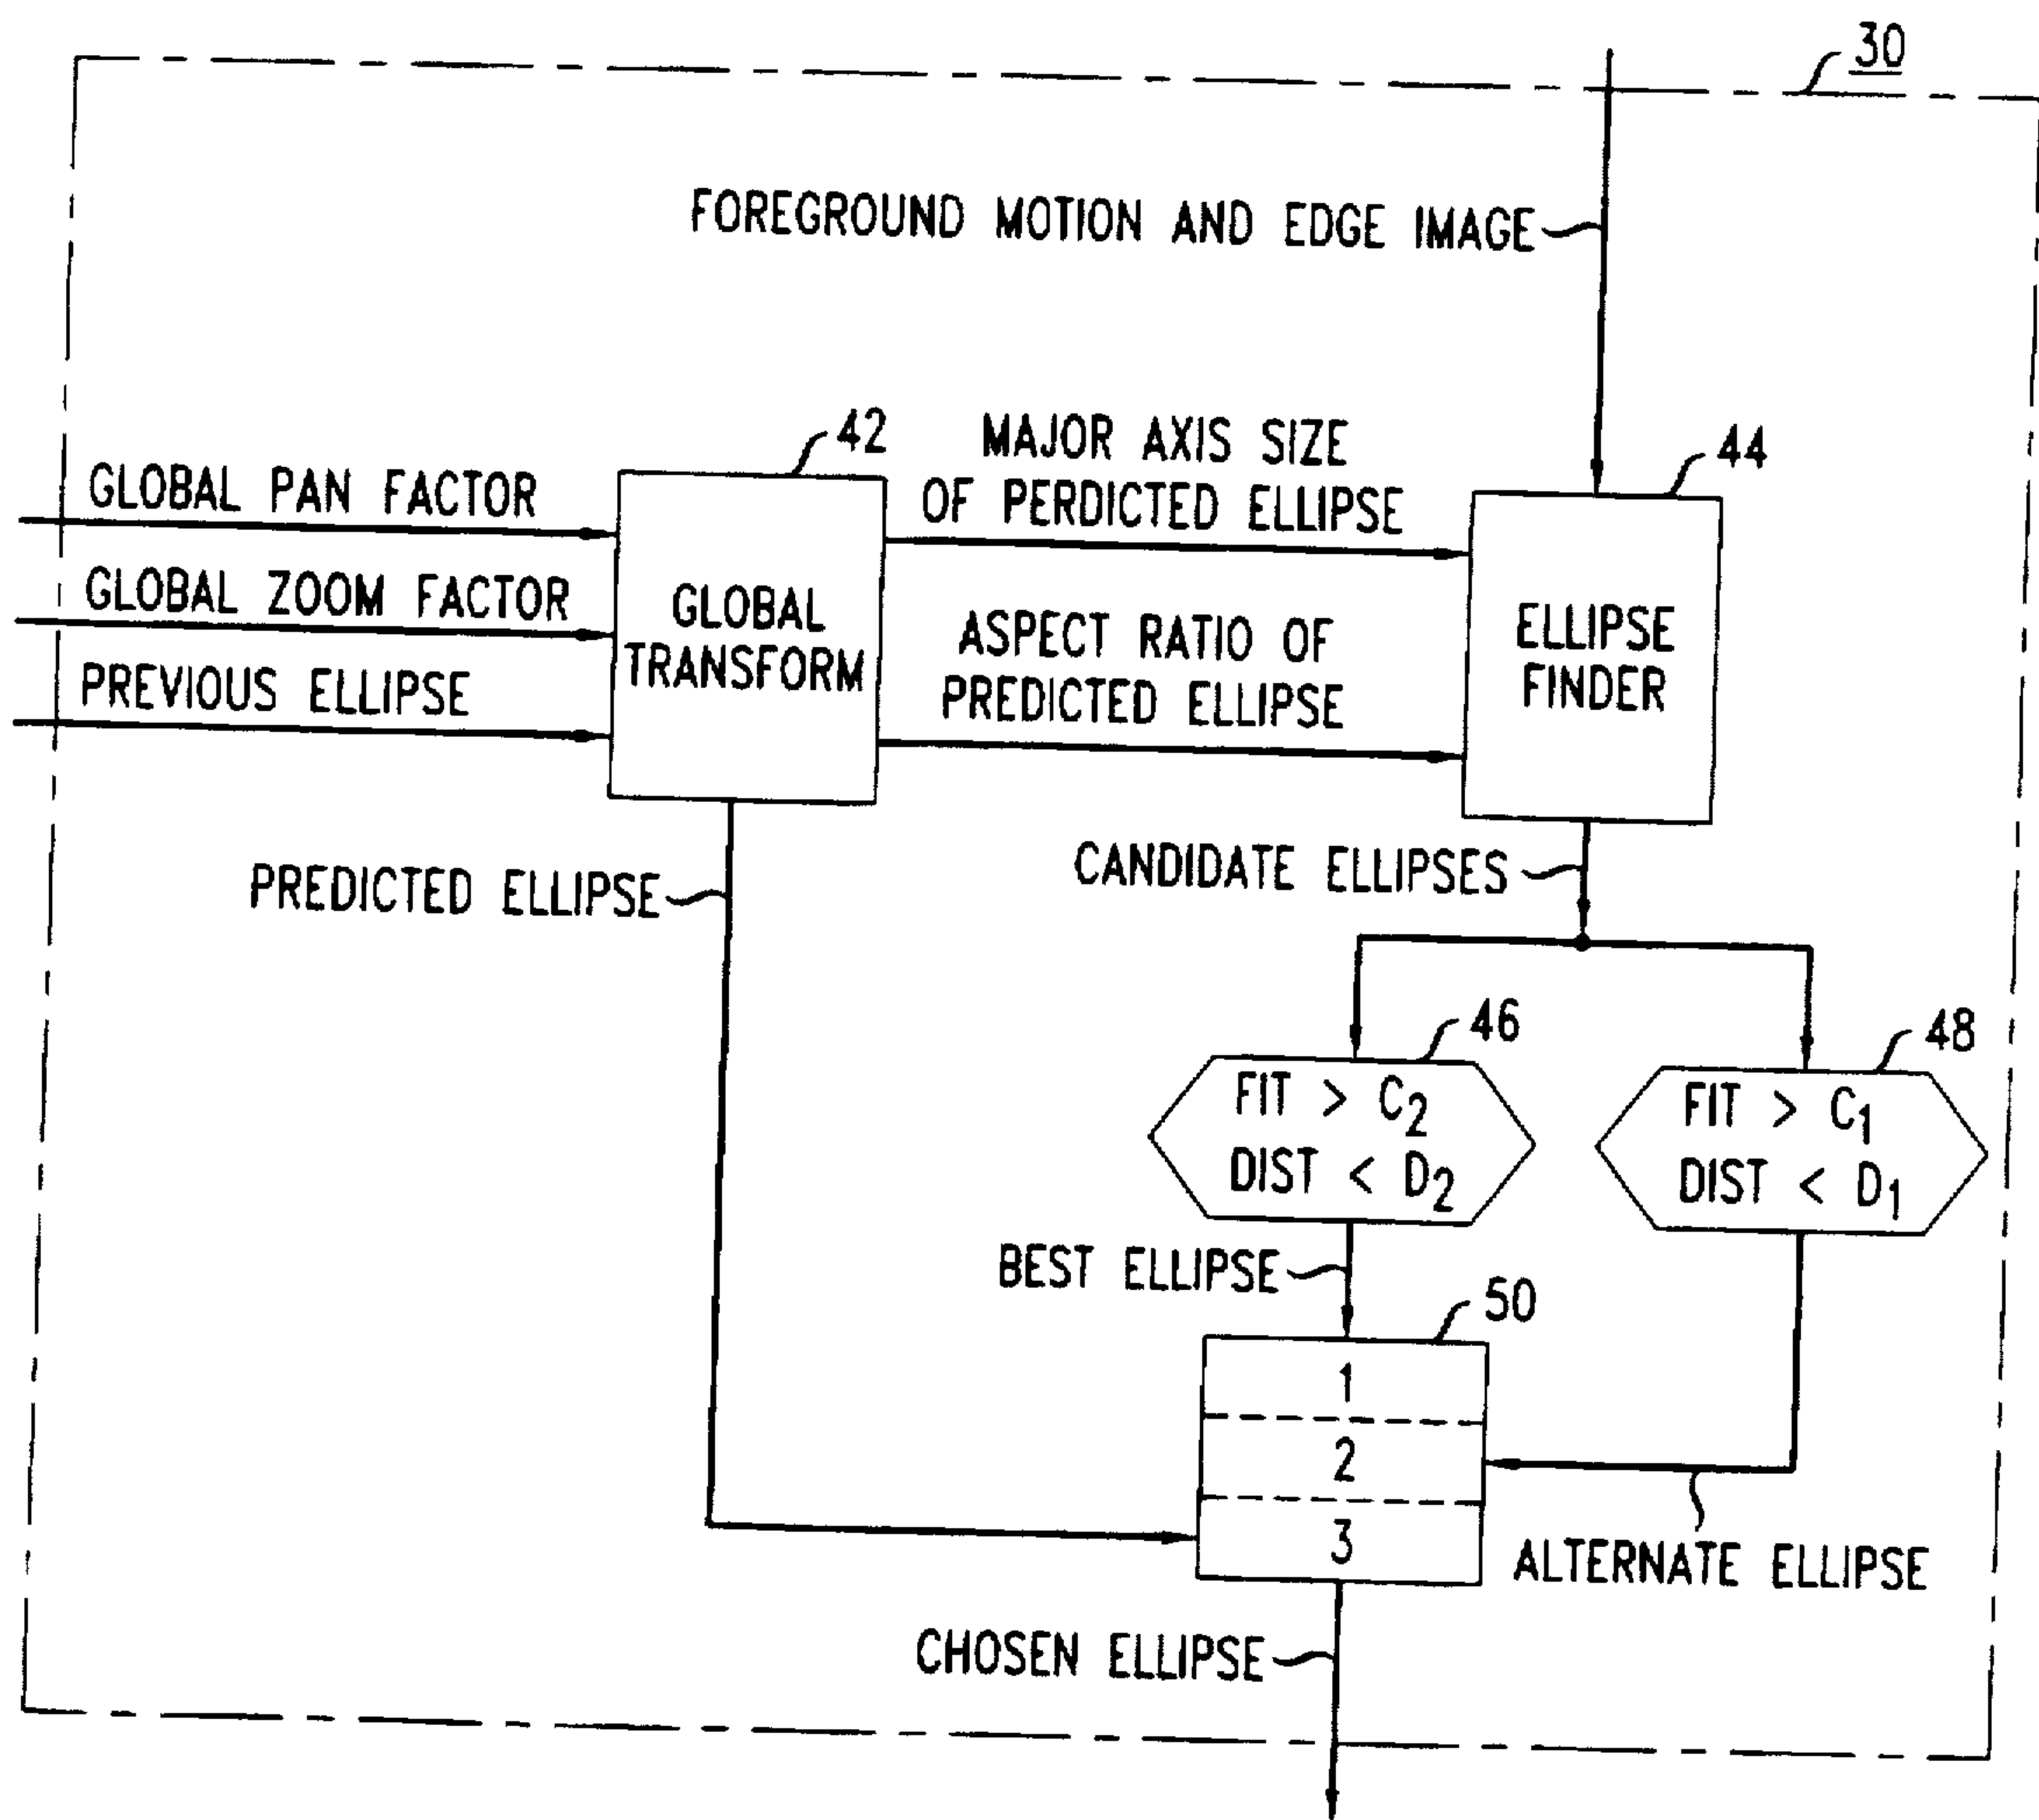 30
FOREGROUND MOTION AND EDGE IMAGE
42
MAJOR AXIS SIZE
OF PERDICTED ELLIPSE
44
GLOBAL PAN FACTOR
GLOBAL ZOOM FACTOR
PREVIOUS ELLIPSE
GLOBAL
TRANSFORM
ASPECT RATIO OF
PREDICTED ELLIPSE
ELLIPSE
FINDER
PREDICTED ELLIPSE
CANDIDATE ELLIPSES
46
FIT > C2
DIST < D2
48
FIT > C1
DIST < D1
BEST ELLIPSE
50
1
2
3
ALTERNATE ELLIPSE
CHOSEN ELLIPSE